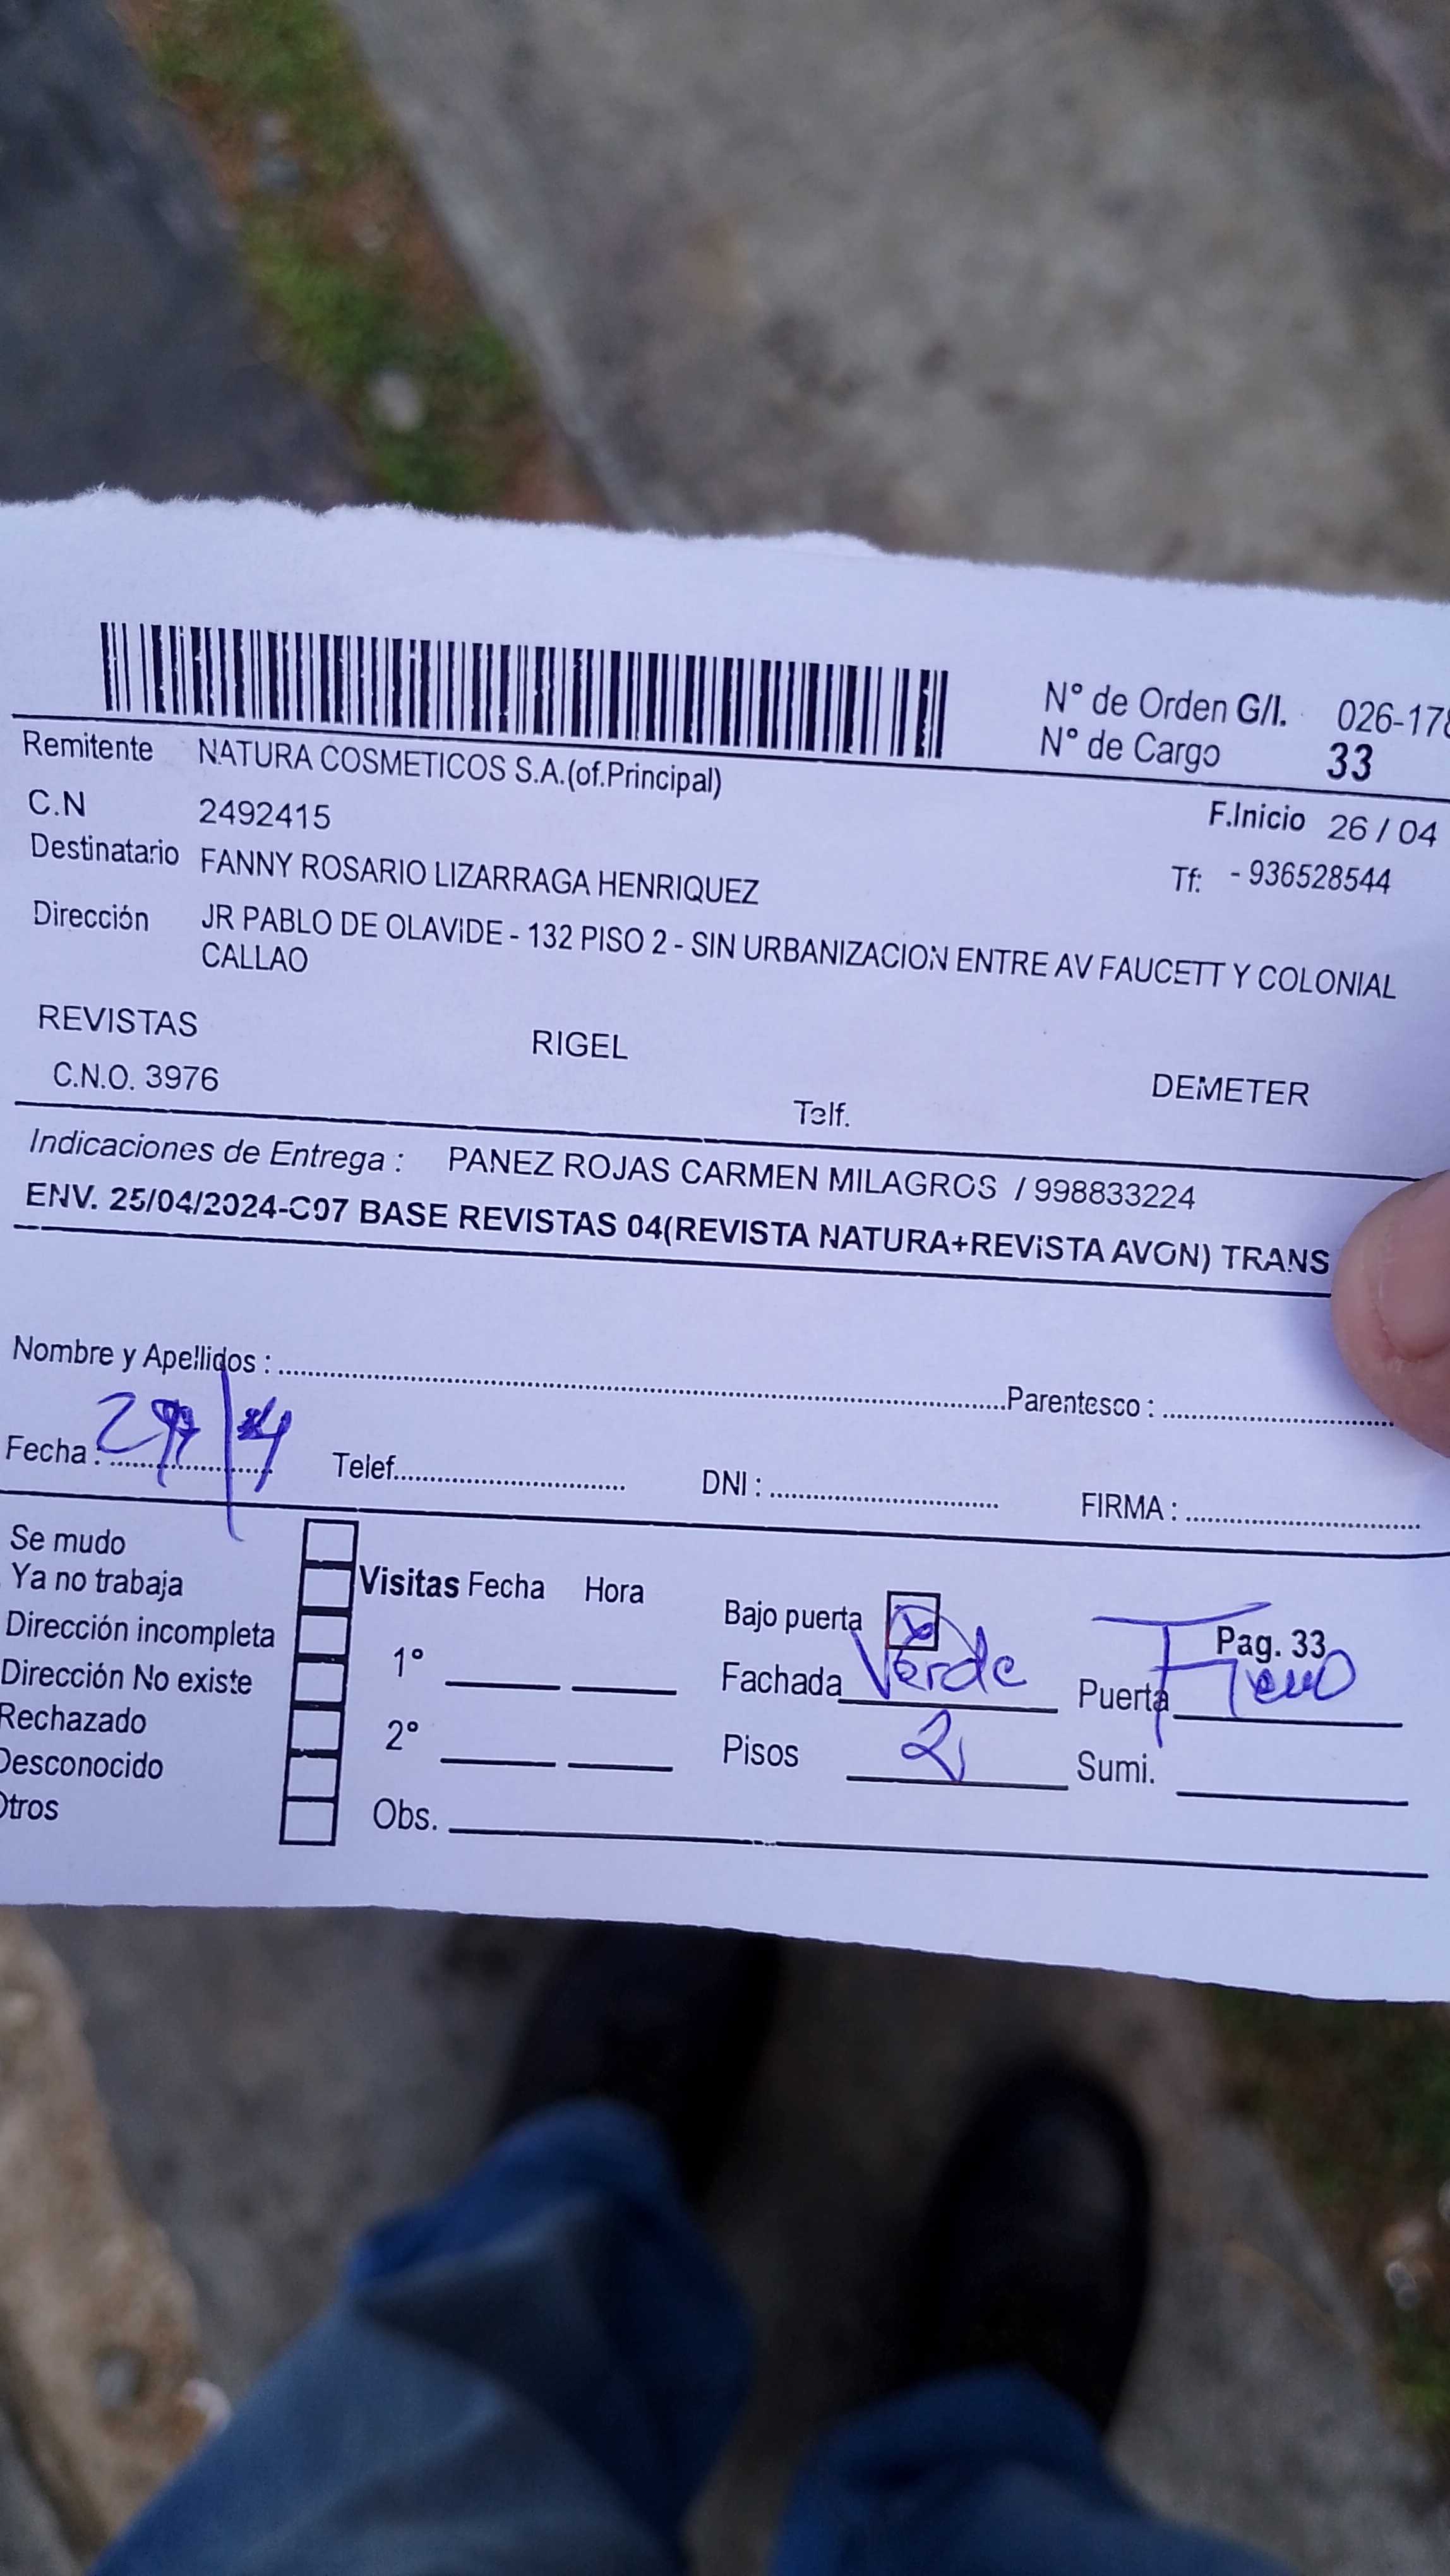 N° de Orden G/I. 026-178
N° de Cargo 33
Remitente NATURA COSMETICOS S.A.(of.Principal)
F.Inicio 26 / 04
C.N 2492415
Tf: - 936528544
Destinatario FANNY ROSARIO LIZARRAGA HENRIQUEZ
Dirección JR PABLO DE OLAVIDE - 132 PISO 2 - SIN URBANIZACION ENTRE AV FAUCETT Y COLONIAL
CALLAO
REVISTAS RIGEL DEMETER
C.N.O. 3976 Telf.
Indicaciones de Entrega : PANEZ ROJAS CARMEN MILAGROS / 998833224
ENV. 25/04/2024-C07 BASE REVISTAS 04(REVISTA NATURA+REVISTA AVON) TRANS
Nombre y Apellidos : Parentesco :
Fecha : Telef. DNI : FIRMA :
Se mudo
Ya no trabaja Visitas Fecha Hora Bajo puerta Pag. 33
Dirección incompleta 1° Fachada Verde Puerta
Dirección No existe
Rechazado 2° Pisos 2 Sumi.
Desconocido
Otros Obs.